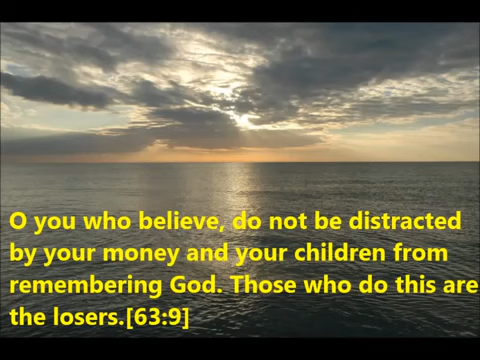 O you who believe, do not be distracted
by your money and your children from
remembering God. Those who do this are
the losers.[63:9]